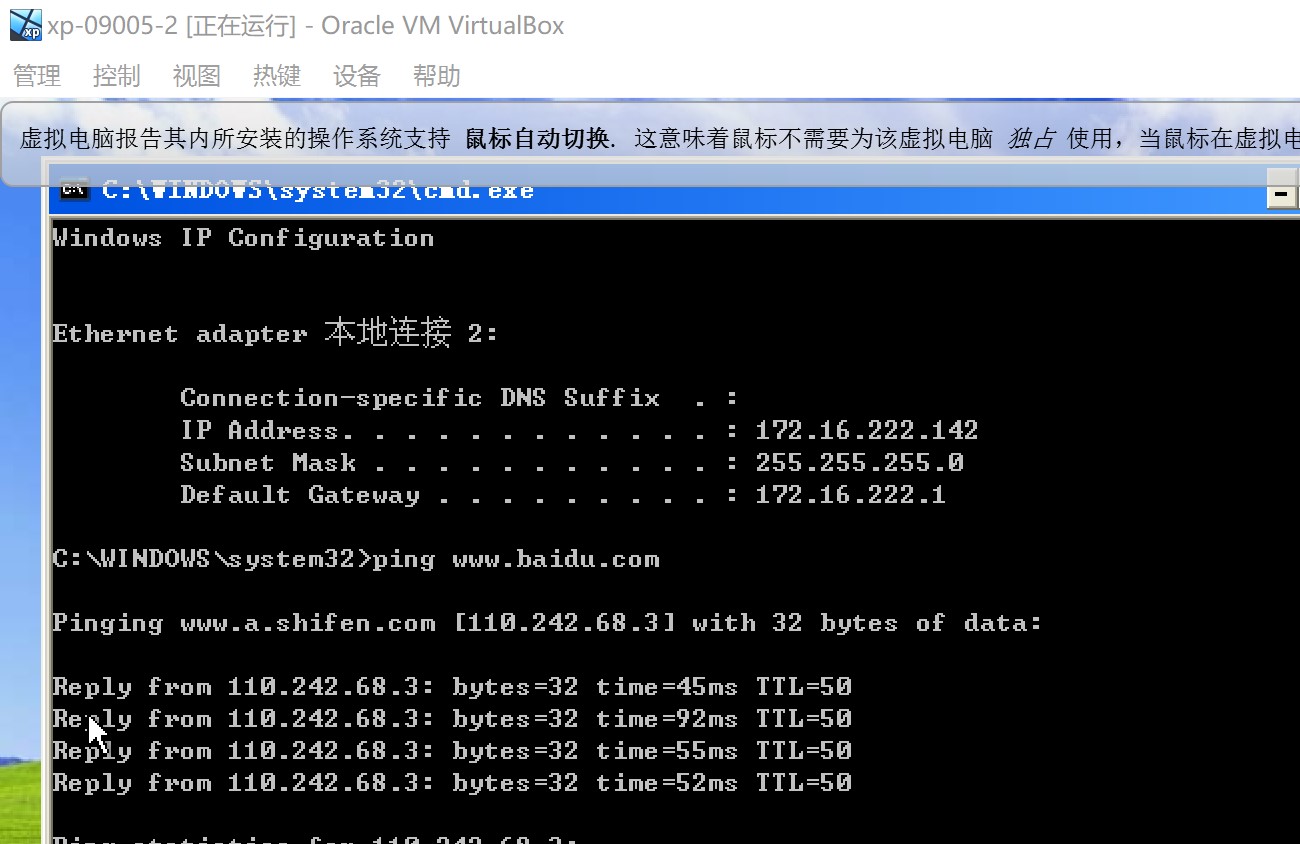 xp-09005-2 [正在运行] - Oracle VM VirtualBox
管理 控制 视图 热键 设备 帮助
虚拟电脑报告其内所安装的操作系统支持 鼠标自动切换. 这意味着鼠标不需要为该虚拟电脑 独占 使用，当鼠标在虚拟电
C:\WINDOWS\system32\cmd.exe
Windows IP Configuration
Ethernet adapter 本地连接 2:
Connection-specific DNS Suffix . :
IP Address. . . . . . . . . . . . : 172.16.222.142
Subnet Mask . . . . . . . . . . . : 255.255.255.0
Default Gateway . . . . . . . . . : 172.16.222.1
C:\WINDOWS\system32>ping www.baidu.com
Pinging www.a.shifen.com [110.242.68.3] with 32 bytes of data:
Reply from 110.242.68.3: bytes=32 time=45ms TTL=50
Reply from 110.242.68.3: bytes=32 time=92ms TTL=50
Reply from 110.242.68.3: bytes=32 time=55ms TTL=50
Reply from 110.242.68.3: bytes=32 time=52ms TTL=50
Ping statistics for 110.242.68.3: